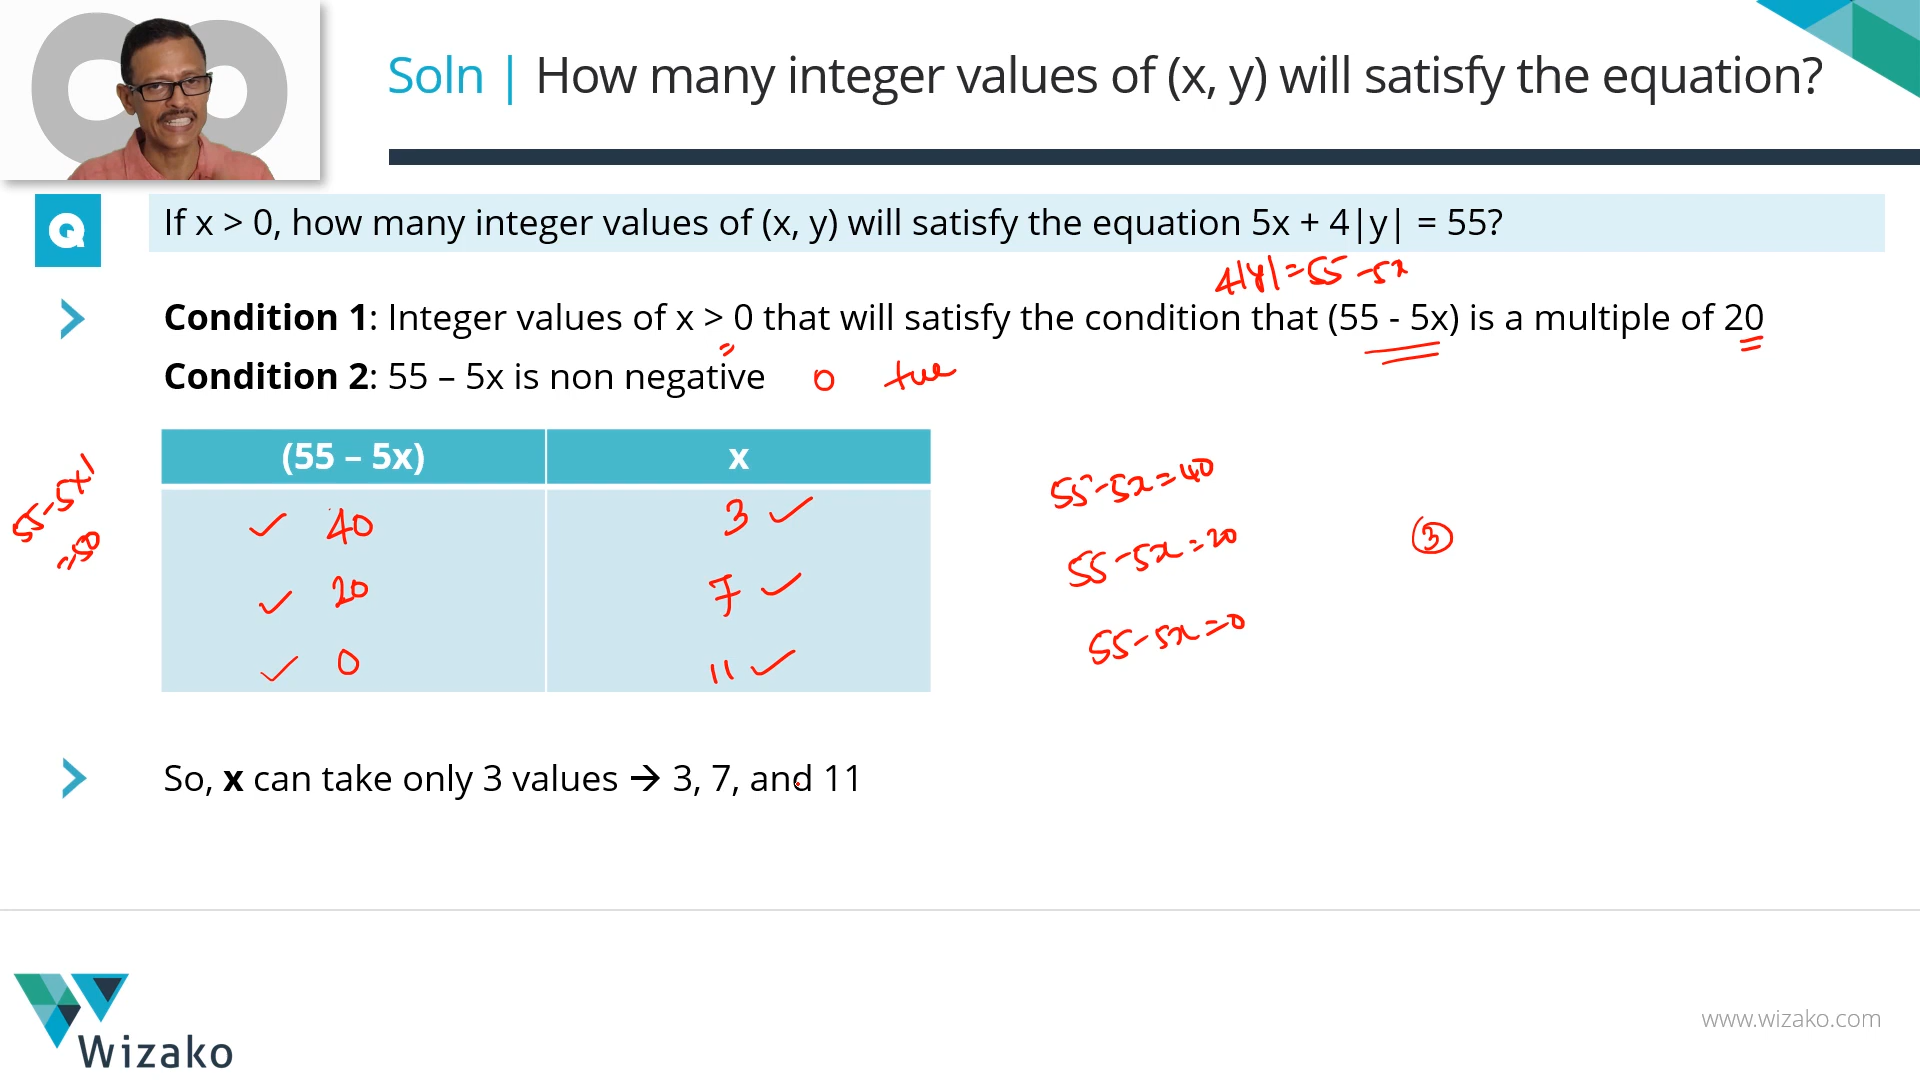 Soln | How many integer values of (x, y) will satisfy the equation?
Q
If x > 0, how many integer values of (x, y) will satisfy the equation 5x + 4|y| = 55?
4|y| = 55 - 5x
Condition 1: Integer values of x > 0 that will satisfy the condition that (55 - 5x) is a multiple of 20
Condition 2: 55 – 5x is non negative 0 +ve
(55 – 5x) x
55-5x1
=50
40 3
20 7
0 11
55-5x=40
55-5x=20
55-5x=0
3
So, x can take only 3 values → 3, 7, and 11
Wizako
www.wizako.com